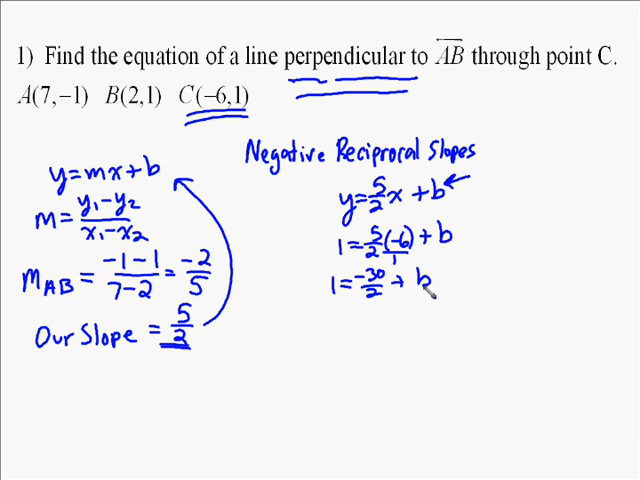 1) Find the equation of a line perpendicular to AB through point C.
A(7,−1) B(2,1) C(−6,1)
Negative Reciprocal Slopes
y=mx+b
m = y₁-y₂ / x₁-x₂
M AB = -1-1 / 7-2 = -2/5
Our Slope = 5/2
y=5/2x+b
1=5/2(-6)/1+b
1=-30/2+b